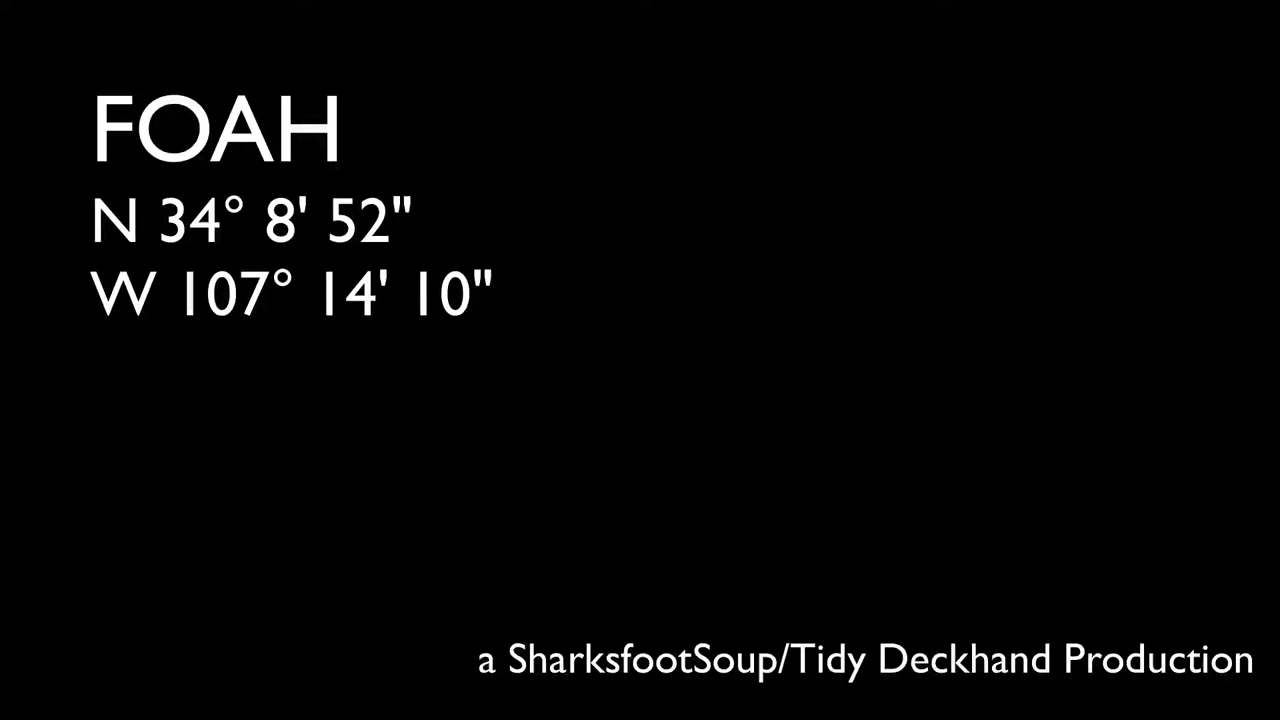 FOAH
N 34° 8' 52"
W 107° 14' 10"
a SharksfootSoup/Tidy Deckhand Production